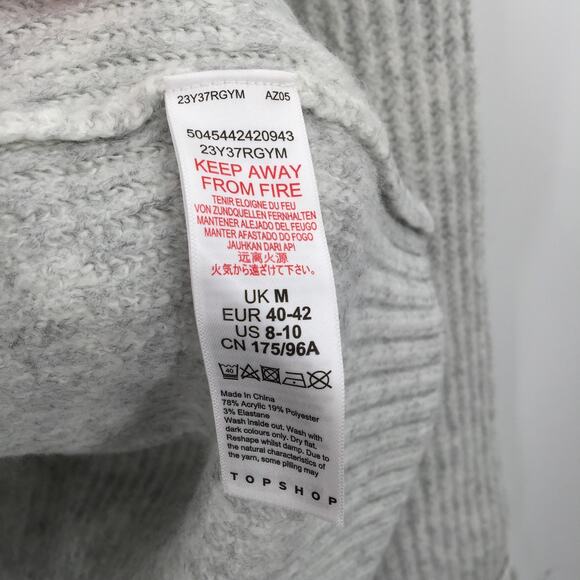 23Y37RGYM AZ05
5045442420943
23Y37RGYM
KEEP AWAY
FROM FIRE
TENIR ELOIGNE DU FEU
VON ZUNDQUELLEN FERNHALTEN
MANTENER ALEJADO DEL FEUGO
MANTER AFASTADO DO FOGO
JAUHKAN DARI API
远离火源
火気から遠ざけて下さい。
UK M
EUR 40-42
US 8-10
CN 175/96A
40
Made In China
78% Acrylic 19% Polyester
3% Elastane
Wash inside out. Wash with
dark colours only. Dry flat.
Reshape whilst damp. Due to
the natural characteristics of
the yarn, some pilling may
TOPSHOP